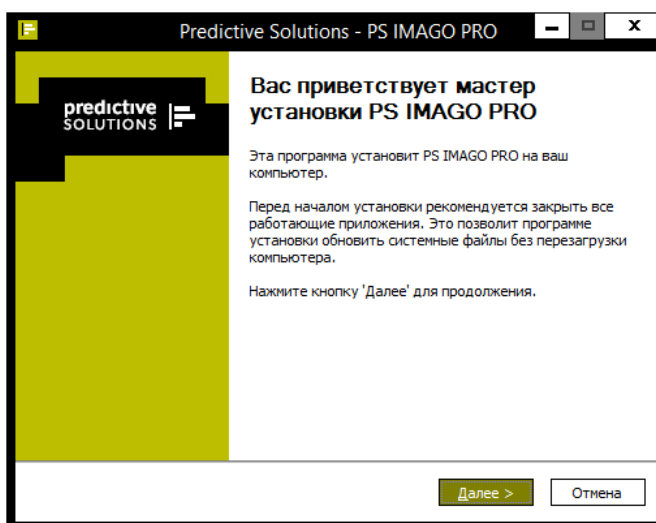 Predictive Solutions - PS IMAGO PRO
predıctıve
SOLUTIONS
Вас приветствует мастер
установки PS IMAGO PRO
Эта программа установит PS IMAGO PRO на ваш
компьютер.
Перед началом установки рекомендуется закрыть все
работающие приложения. Это позволит программе
установки обновить системные файлы без перезагрузки
компьютера.
Нажмите кнопку 'Далее' для продолжения.
Далее >
Отмена